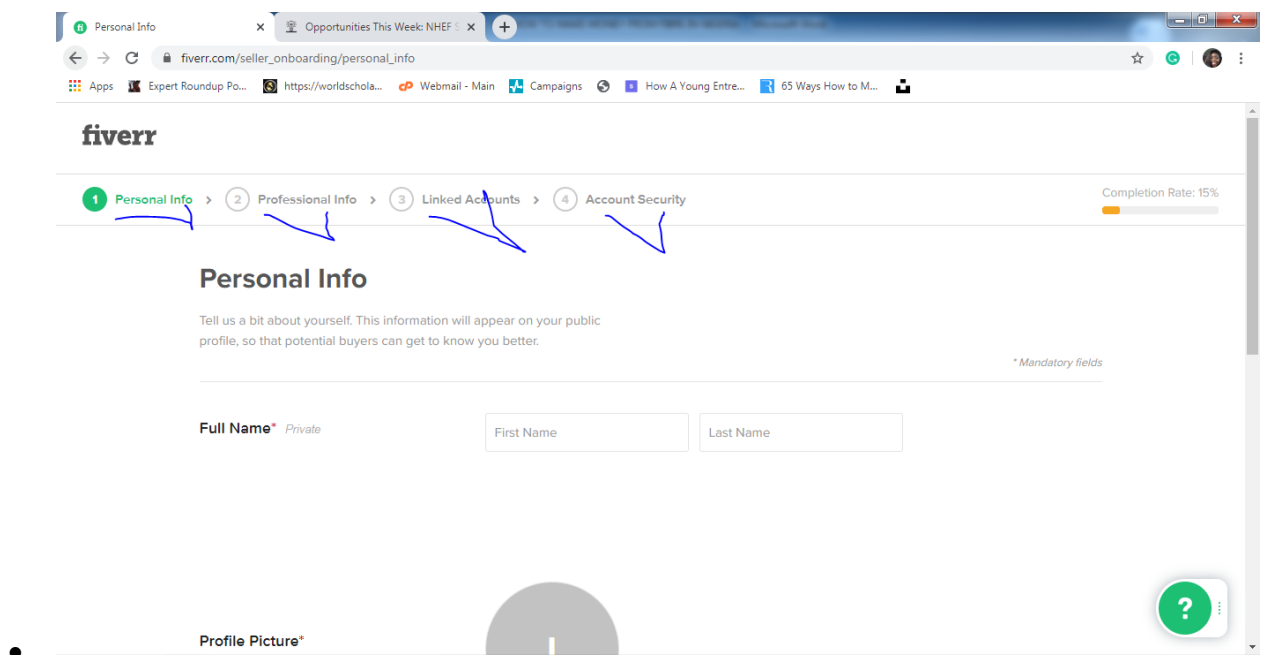 Personal Info
Opportunities This Week: NHEF S
fiverr.com/seller_onboarding/personal_info
Apps
Expert Roundup Po...
https://worldschola...
Webmail - Main
Campaigns
How A Young Entre...
65 Ways How to M...
fiverr
1 Personal Info > 2 Professional Info > 3 Linked Accounts > 4 Account Security
Completion Rate: 15%
Personal Info
Tell us a bit about yourself. This information will appear on your public
profile, so that potential buyers can get to know you better.
* Mandatory fields
Full Name* Private
First Name
Last Name
Profile Picture*
?